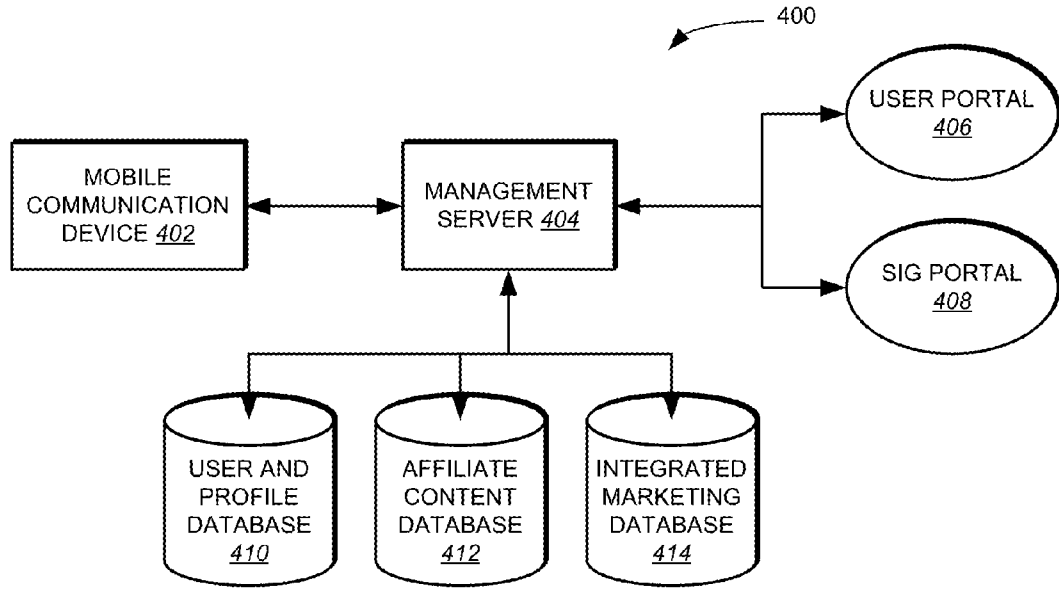 400
USER PORTAL
406
MOBILE
COMMUNICATION
DEVICE 402
MANAGEMENT
SERVER 404
SIG PORTAL
408
USER AND
PROFILE
DATABASE
410
AFFILIATE
CONTENT
DATABASE
412
INTEGRATED
MARKETING
DATABASE
414